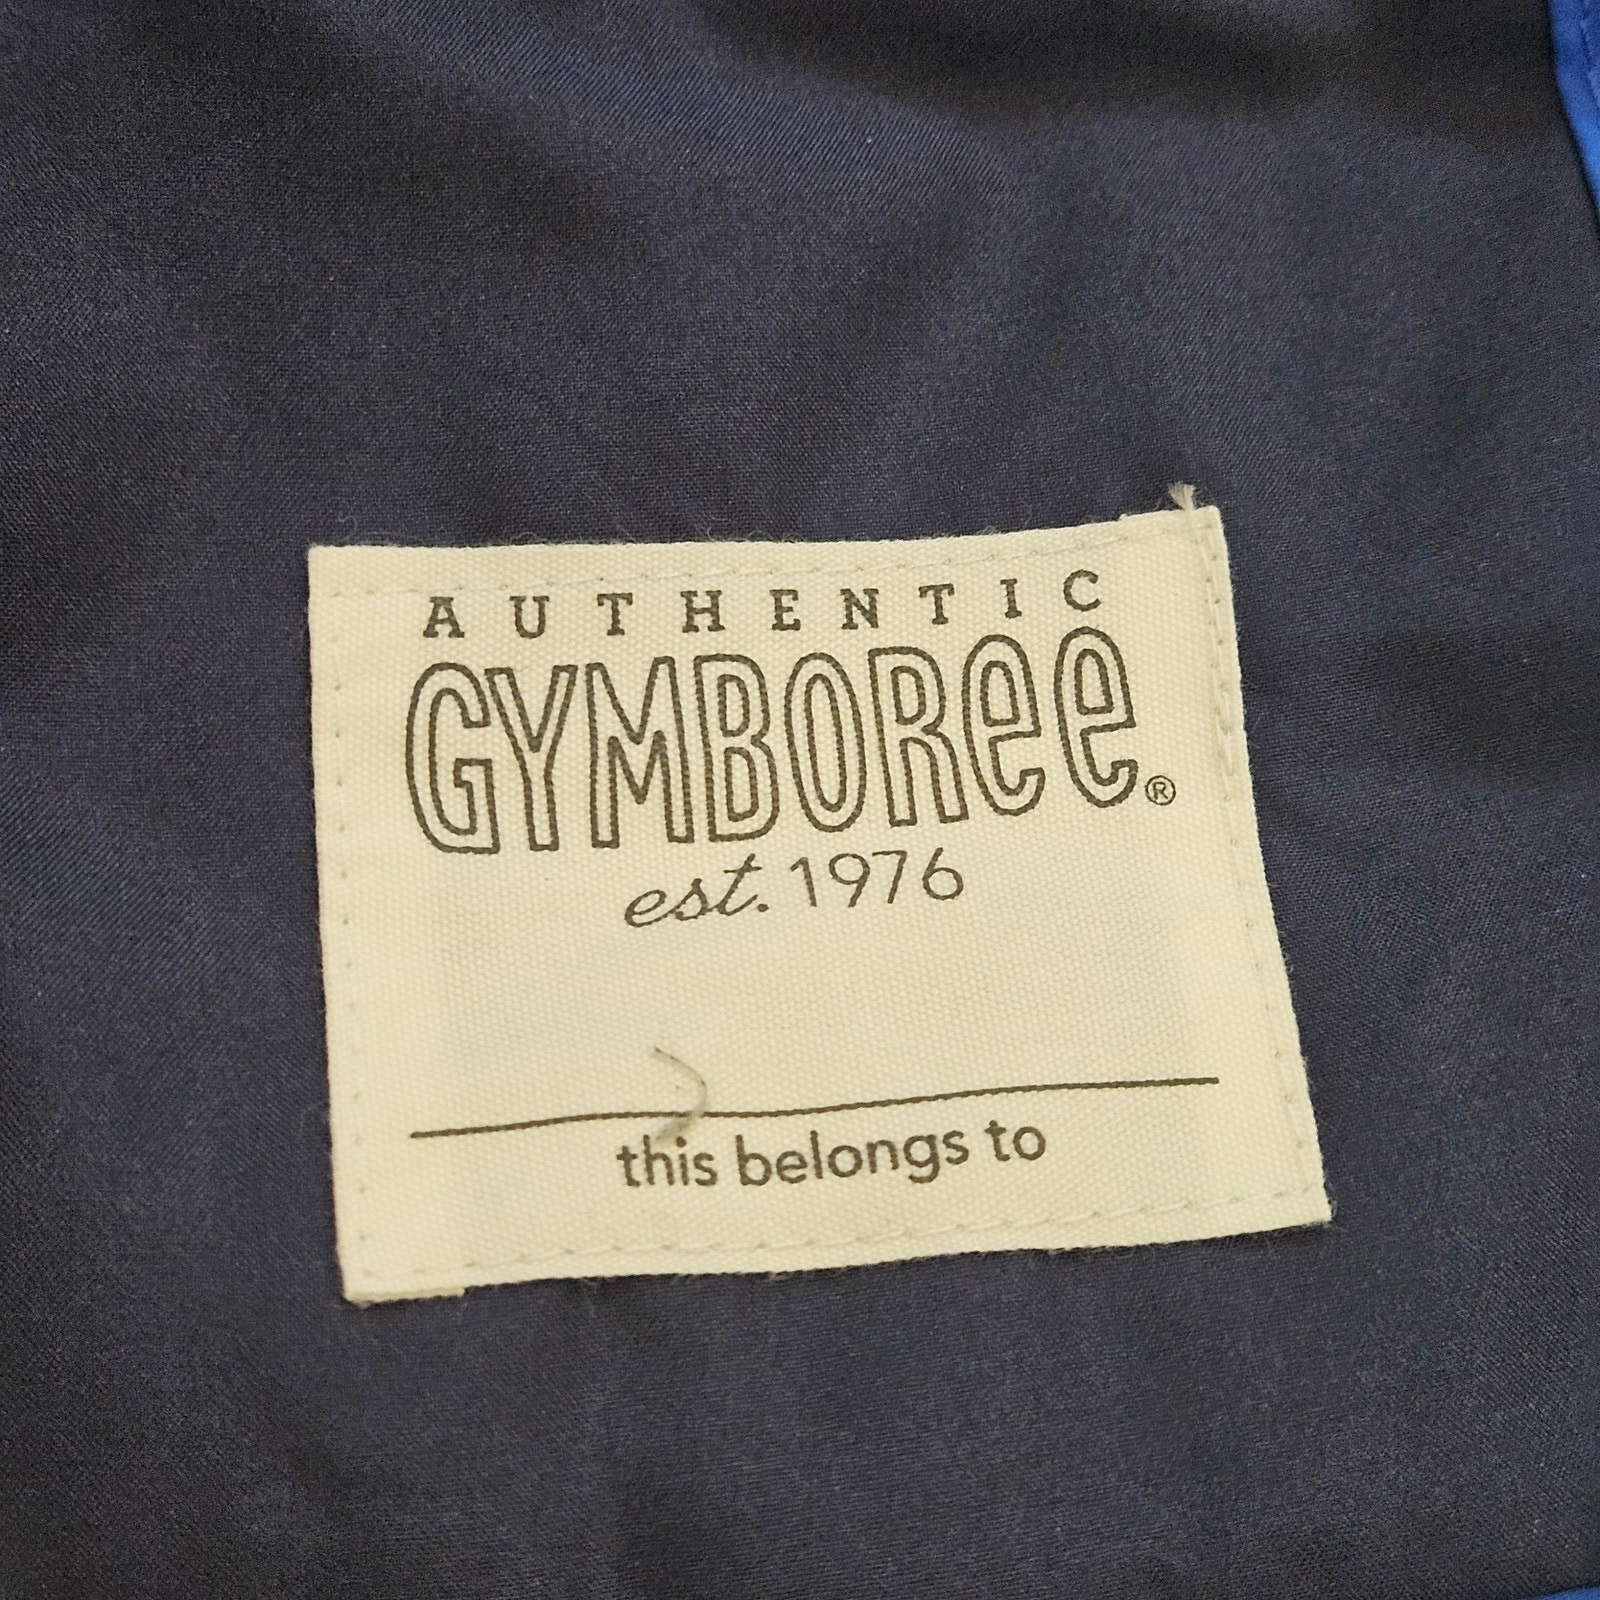 AUTHENTIC
GYMBOREE®
est. 1976
this belongs to